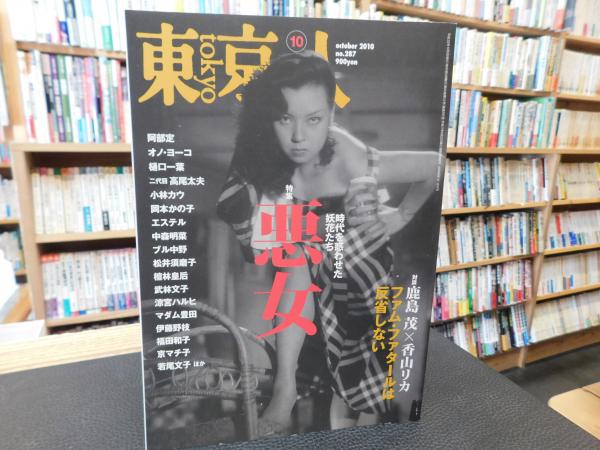 東京人
tokyo
10
october 2010
no.287
900yen
阿部定
オノ・ヨーコ
樋口一葉
二代目 高尾太夫
小林カウ
岡本かの子
エステル
中森明菜
ブル中野
松井須磨子
檀林皇后
武林文子
涼宮ハルヒ
マダム豊田
伊藤野枝
福田和子
京マチ子
若尾文子 ほか
特集
悪女
時代を惑わせた
妖花たち
対談
鹿島 茂×香山リカ
ファム・ファタールは
反省しない